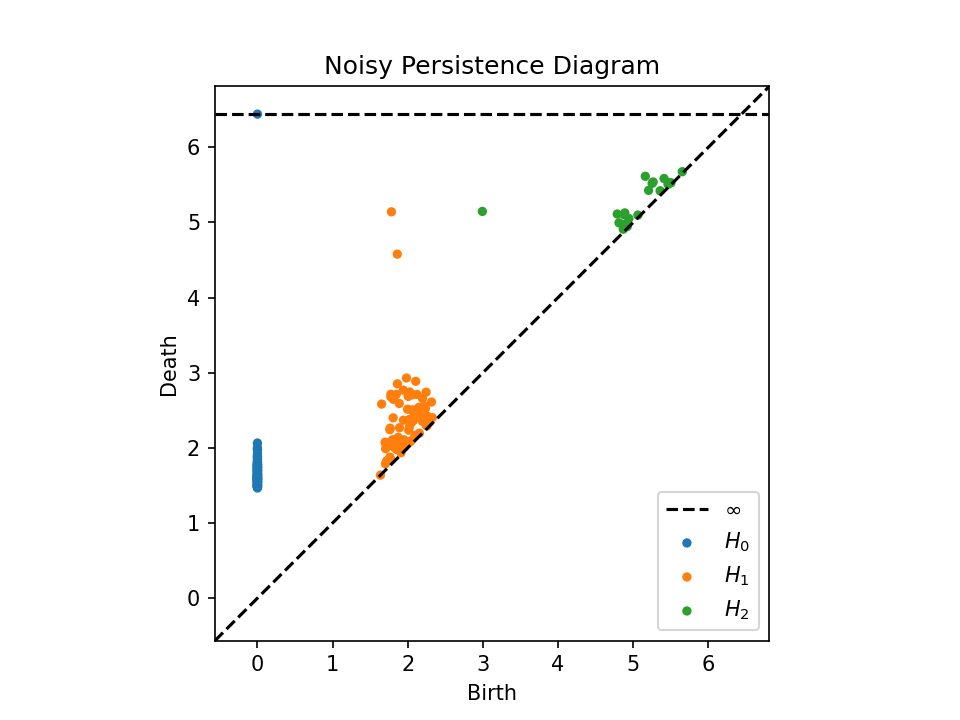 Noisy Persistence Diagram
Death
6
5
4
3
2
1
0
0 1 2 3 4 5 6
Birth
∞
H₀
H₁
H₂